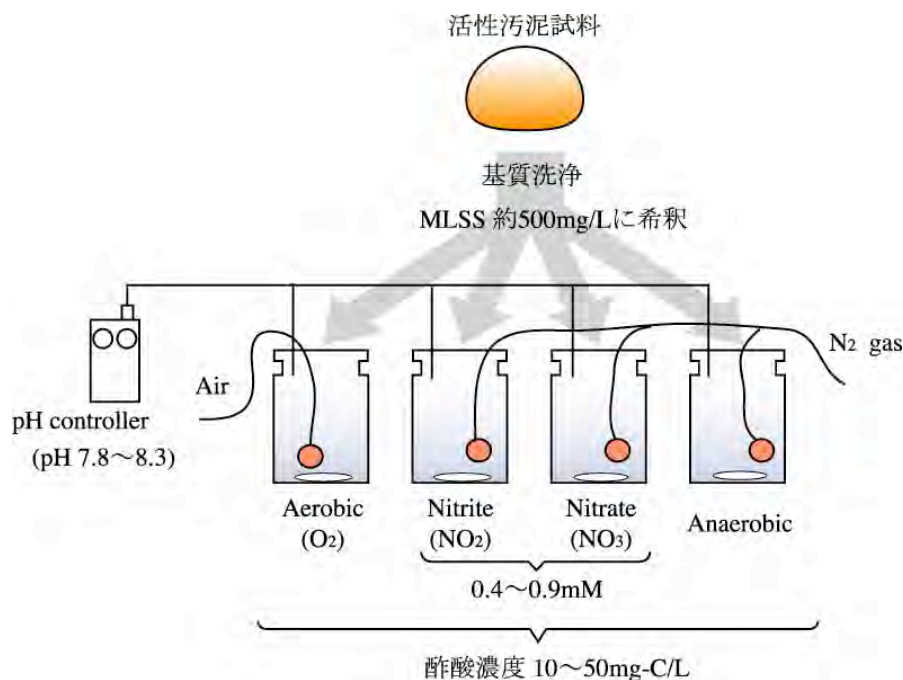 活性汚泥試料
基質洗浄
MLSS 約500mg/Lに希釈
N2 gas
Air
pH controller
(pH 7.8〜8.3)
Aerobic
(O2)
Nitrite
(NO2)
Nitrate
(NO3)
Anaerobic
0.4〜0.9mM
酢酸濃度 10〜50mg-C/L